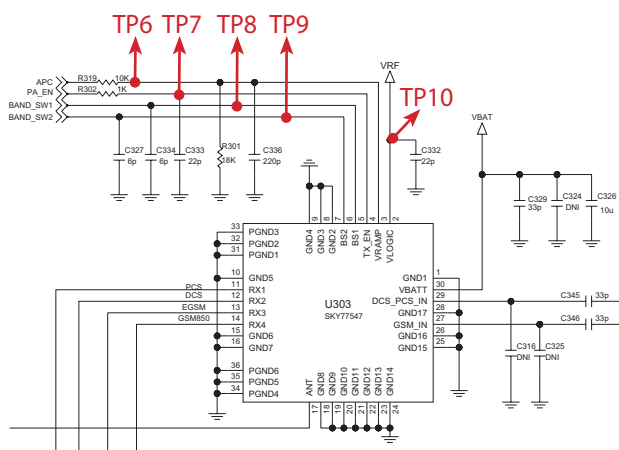 TP6 TP7 TP8 TP9
VRF
APC R319 10K
PA_EN R302 1K
BAND_SW1
BAND_SW2
TP10
VBAT
C327 6p
C334 6p
C333 22p
R301 18K
C336 220p
C332 22p
C329 33p
C324 DNI
C326 10u
9 8 7 6 5 4 3 2
GND4 GND3 GND2 BS2 BS1 TX_EN VRAMP VLOGIC
33 PGND3
32 PGND2
31 PGND1
10 GND5
PCS 11 RX1
DCS 12 RX2
EGSM 13 RX3
GSM850 14 RX4
15 GND6
16 GND7
36 PGND6
35 PGND5
34 PGND4
U303
SKY77547
GND1 1
VBATT 30
DCS_PCS_IN 29
GND17 28
GSM_IN 27
GND16 26
GND15 25
C345 33p
C346 33p
C316 DNI
C325 DNI
ANT GND8 GND9 GND10 GND11 GND12 GND13 GND14
17 18 19 20 21 22 23 24